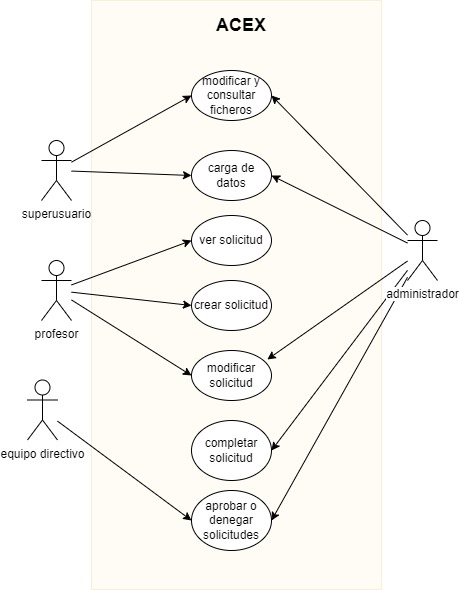 ACEX
modificar y
consultar
ficheros
carga de
datos
superusuario
ver solicitud
administrador
crear solicitud
profesor
modificar
solicitud
completar
solicitud
equipo directivo
aprobar o
denegar
solicitudes